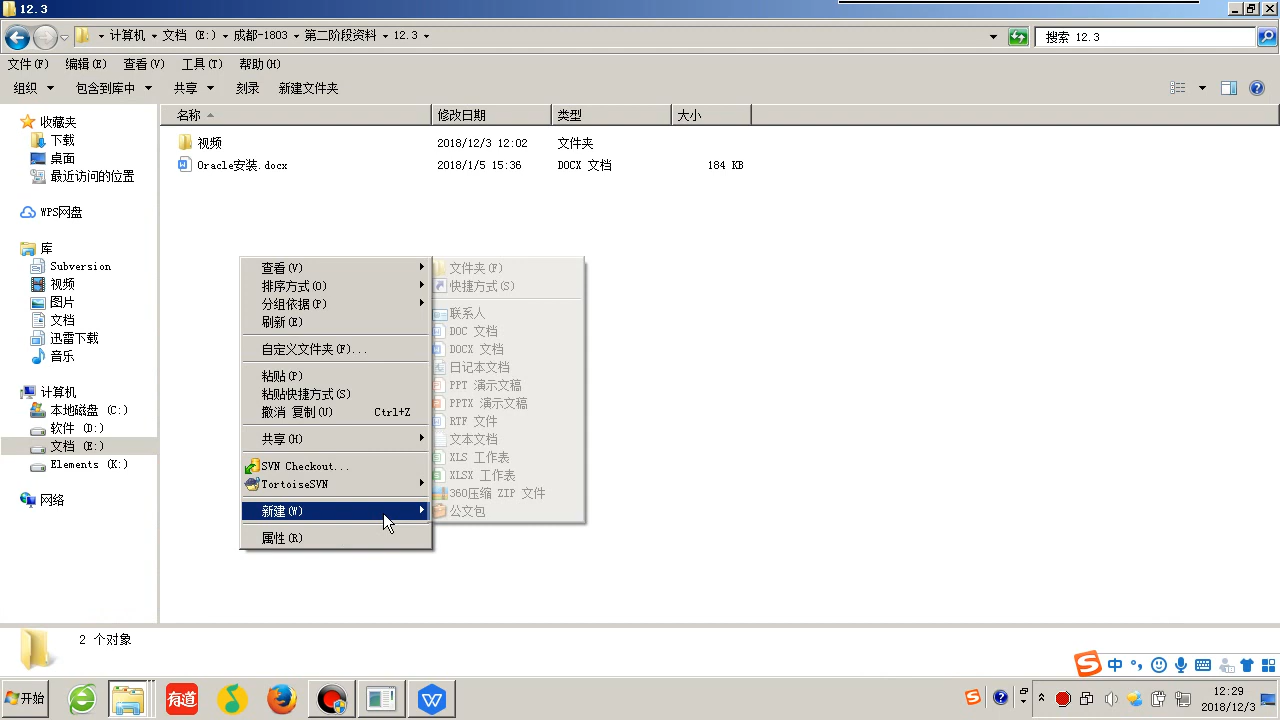 12.3
计算机 文档 (E:) 成都-1803 第二阶段资料 12.3
搜索 12.3
文件(F) 编辑(E) 查看(V) 工具(T) 帮助(H)
组织 包含到库中 共享 刻录 新建文件夹
名称 修改日期 类型 大小
视频 2018/12/3 12:02 文件夹
Oracle安装.docx 2018/1/5 15:36 DOCX 文档 184 KB
收藏夹
下载
桌面
最近访问的位置
WPS网盘
库
Subversion
视频
图片
文档
迅雷下载
音乐
计算机
本地磁盘 (C:)
软件 (D:)
文档 (E:)
Elements (K:)
网络
查看(V)
排序方式(O)
分组依据(P)
刷新(E)
自定义文件夹(F)...
粘贴(P)
粘贴快捷方式(S)
撤消 复制(U) Ctrl+Z
共享(H)
SVN Checkout...
TortoiseSVN
新建(W)
属性(R)
文件夹(F)
快捷方式(S)
联系人
DOC 文档
DOCX 文档
日记本文档
PPT 演示文稿
PPTX 演示文稿
RTF 文件
文本文档
XLS 工作表
XLSX 工作表
360压缩 ZIP 文件
公文包
2 个对象
中
开始
有道
12:29
2018/12/3